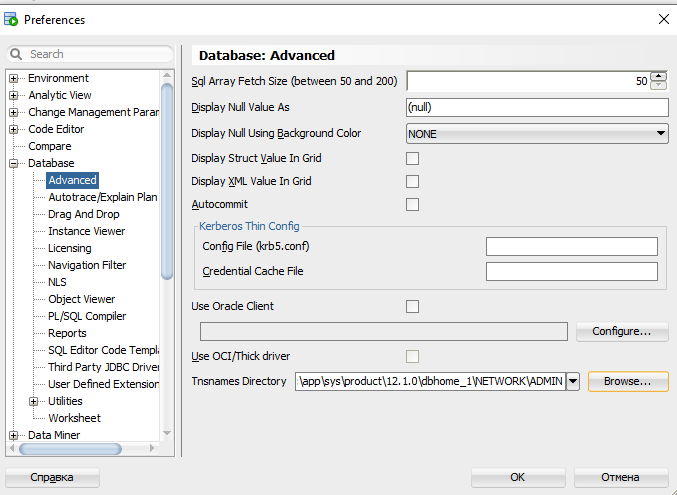 Preferences
Search
Environment
Analytic View
Change Management Param
Code Editor
Compare
Database
Advanced
Autotrace/Explain Plan
Drag And Drop
Instance Viewer
Licensing
Navigation Filter
NLS
Object Viewer
PL/SQL Compiler
Reports
SQL Editor Code Templa
Third Party JDBC Driver
User Defined Extension
Utilities
Worksheet
Data Miner
Database: Advanced
Sql Array Fetch Size (between 50 and 200) 50
Display Null Value As (null)
Display Null Using Background Color NONE
Display Struct Value In Grid
Display XML Value In Grid
Autocommit
Kerberos Thin Config
Config File (krb5.conf)
Credential Cache File
Use Oracle Client
Configure...
Use OCI/Thick driver
Tnsnames Directory :\app\sys\product\12.1.0\dbhome_1\NETWORK\ADMIN Browse...
Справка OK Отмена